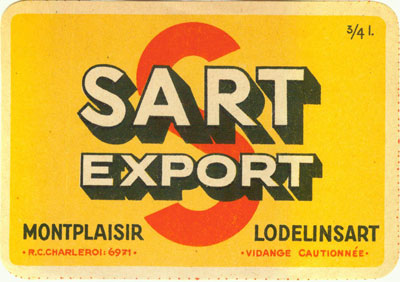 3/4 l.
S
SART
EXPORT
MONTPLAISIR LODELINSART
• R.C. CHARLEROI: 6971 • • VIDANGE CAUTIONNÉE •